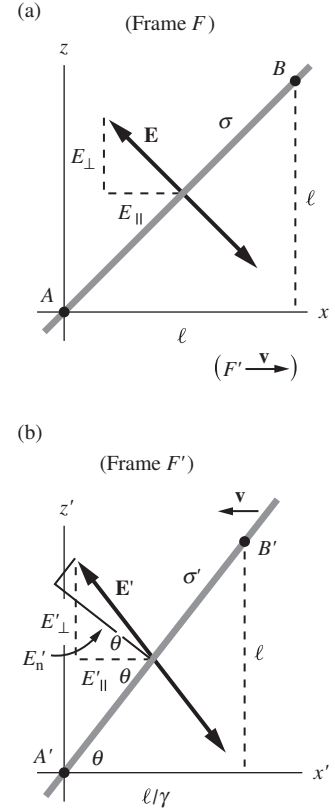 (a)
(Frame F)
z
B
E
σ
E⊥
E∥
ℓ
A
x
ℓ
(F′ v)
(b)
(Frame F′)
z′
v
B′
σ′
E′
E′⊥
θ
E′n
E′∥
θ
ℓ
A′
θ
x′
ℓ/γ